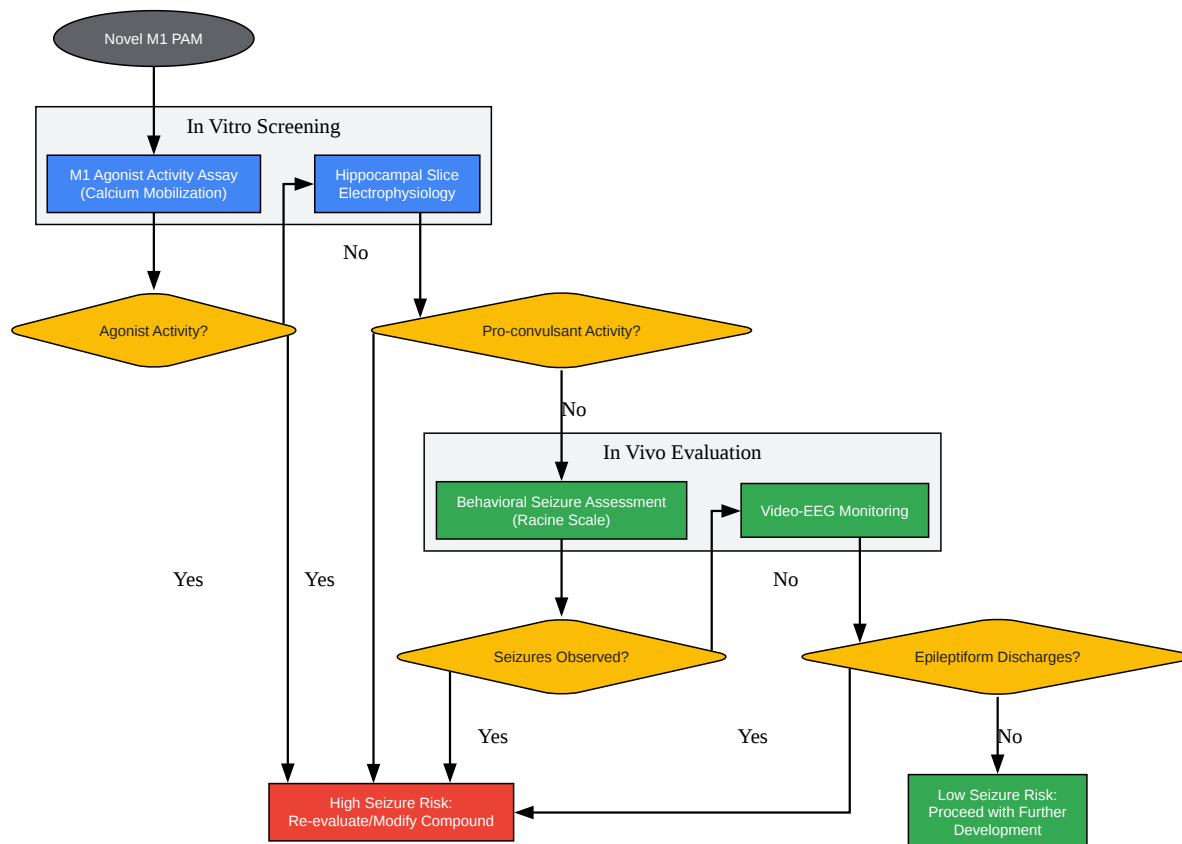 Novel M1 PAM
In Vitro Screening
M1 Agonist Activity Assay
(Calcium Mobilization)
Hippocampal Slice
Electrophysiology
No
Agonist Activity?
Pro-convulsant Activity?
No
In Vivo Evaluation
Behavioral Seizure Assessment
(Racine Scale)
Video-EEG Monitoring
Yes
Yes
No
Seizures Observed?
Epileptiform Discharges?
Yes
Yes
No
High Seizure Risk:
Re-evaluate/Modify Compound
Low Seizure Risk:
Proceed with Further
Development